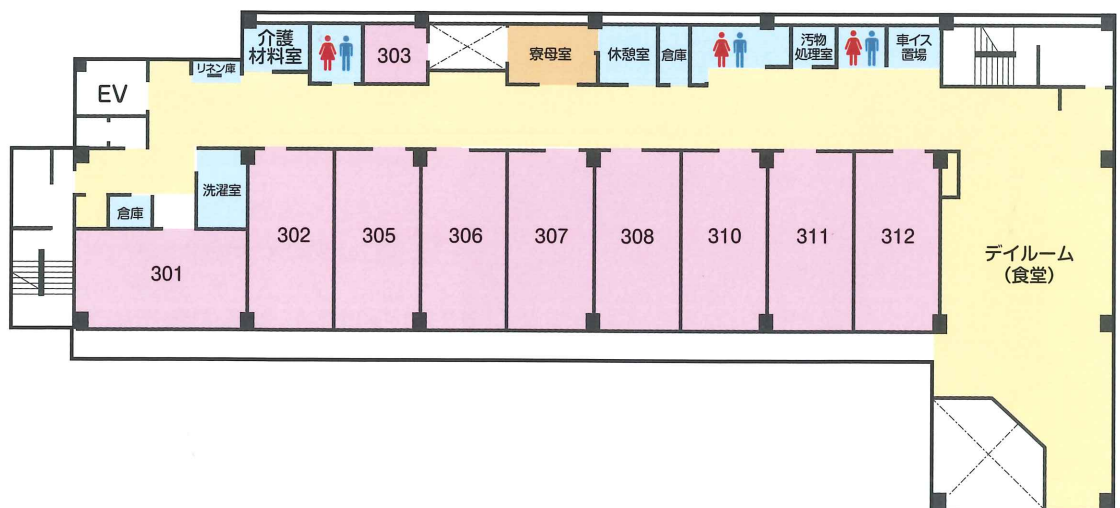 介護
材料室
303
寮母室
休憩室
倉庫
汚物
処理室
車イス
置場
リネン庫
EV
洗濯室
倉庫
301
302
305
306
307
308
310
311
312
デイルーム
(食堂)